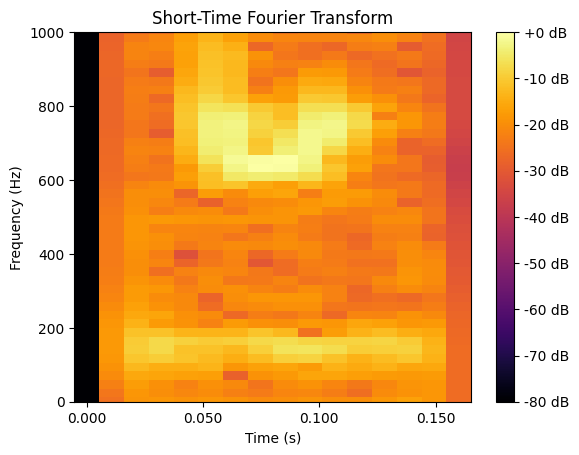 Short-Time Fourier Transform
1000
800
600
400
200
0
Frequency (Hz)
0.000
0.050
0.100
0.150
Time (s)
+0 dB
-10 dB
-20 dB
-30 dB
-40 dB
-50 dB
-60 dB
-70 dB
-80 dB